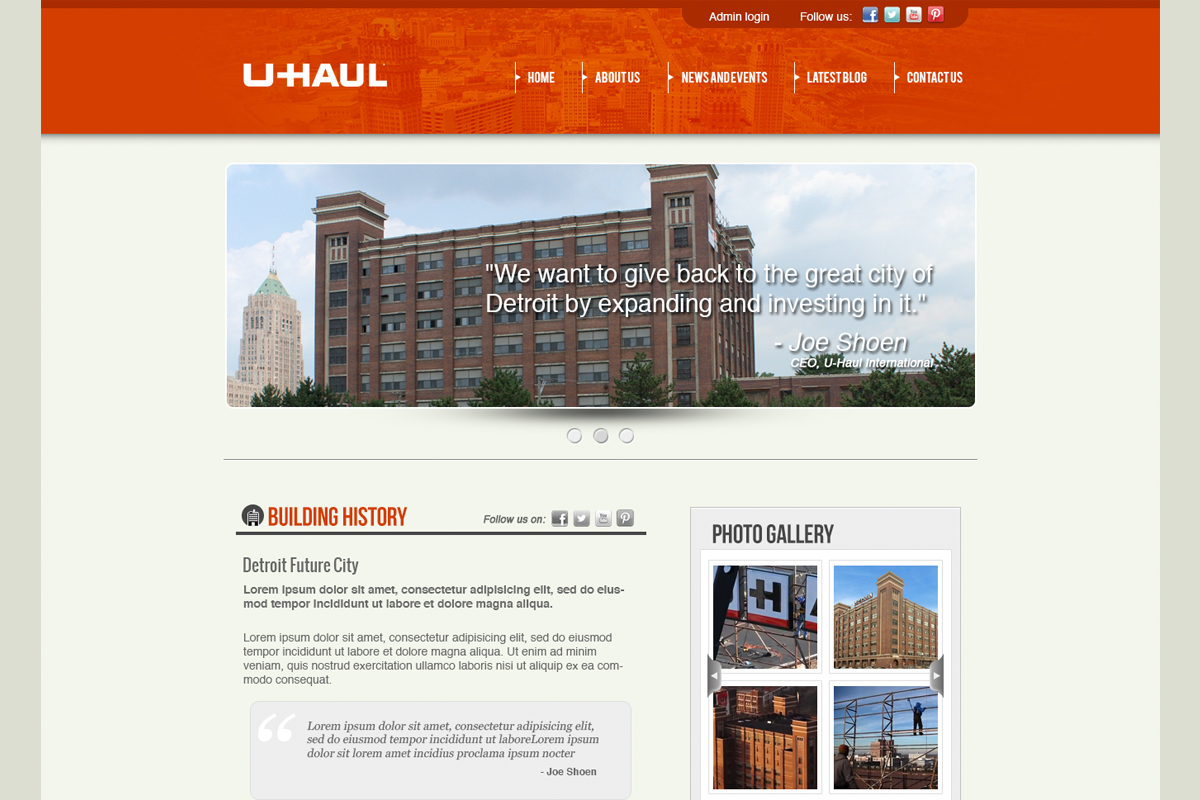 Admin login
Follow us:
U-HAUL
HOME
ABOUT US
NEWS AND EVENTS
LATEST BLOG
CONTACT US
"We want to give back to the great city of
Detroit by expanding and investing in it."
- Joe Shoen
CEO, U-Haul International
BUILDING HISTORY
Follow us on:
Detroit Future City
Lorem ipsum dolor sit amet, consectetur adipisicing elit, sed do eius-
mod tempor incididunt ut labore et dolore magna aliqua.
Lorem ipsum dolor sit amet, consectetur adipisicing elit, sed do eiusmod
tempor incididunt ut labore et dolore magna aliqua. Ut enim ad minim
veniam, quis nostrud exercitation ullamco laboris nisi ut aliquip ex ea com-
modo consequat.
Lorem ipsum dolor sit amet, consectetur adipisicing elit,
sed do eiusmod tempor incididunt ut laboreLorem ipsum
dolor sit lorem amet incidius proclama ipsum nocter
- Joe Shoen
PHOTO GALLERY